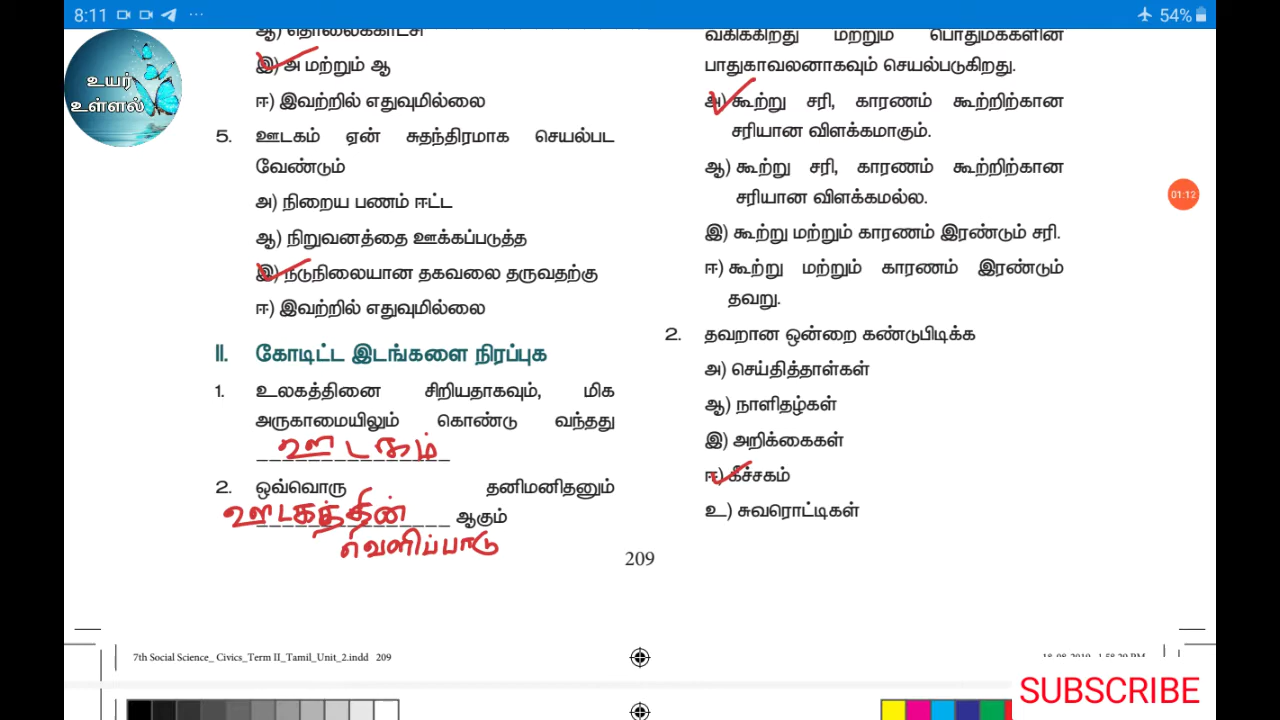 8:11
54%
உயர்
உள்ளல்
ஆ) தொலைக்காட்சி
இ) அ மற்றும் ஆ
ஈ) இவற்றில் எதுவுமில்லை
5. ஊடகம் ஏன் சுதந்திரமாக செயல்பட
வேண்டும்
அ) நிறைய பணம் ஈட்ட
ஆ) நிறுவனத்தை ஊக்கப்படுத்த
இ) நடுநிலையான தகவலை தருவதற்கு
ஈ) இவற்றில் எதுவுமில்லை
II. கோடிட்ட இடங்களை நிரப்புக
1. உலகத்தினை சிறியதாகவும், மிக
அருகாமையிலும் கொண்டு வந்தது
ஊடகம்
2. ஒவ்வொரு தனிமனிதனும்
ஊடகத்தின் ஆகும்
வெளிப்பாடு
வகிக்கிறது மற்றும் பொதுமக்களின்
பாதுகாவலனாகவும் செயல்படுகிறது.
அ) கூற்று சரி, காரணம் கூற்றிற்கான
சரியான விளக்கமாகும்.
ஆ) கூற்று சரி, காரணம் கூற்றிற்கான
சரியான விளக்கமல்ல.
இ) கூற்று மற்றும் காரணம் இரண்டும் சரி.
ஈ) கூற்று மற்றும் காரணம் இரண்டும்
தவறு.
2. தவறான ஒன்றை கண்டுபிடிக்க
அ) செய்தித்தாள்கள்
ஆ) நாளிதழ்கள்
இ) அறிக்கைகள்
ஈ) கீச்சகம்
உ) சுவரொட்டிகள்
01:12
209
7th Social Science_ Civics_Term II_Tamil_Unit_2.indd 209
SUBSCRIBE